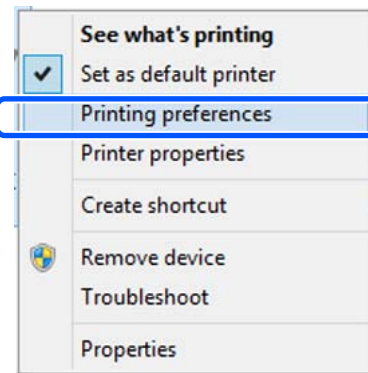 See what's printing
Set as default printer
Printing preferences
Printer properties
Create shortcut
Remove device
Troubleshoot
Properties